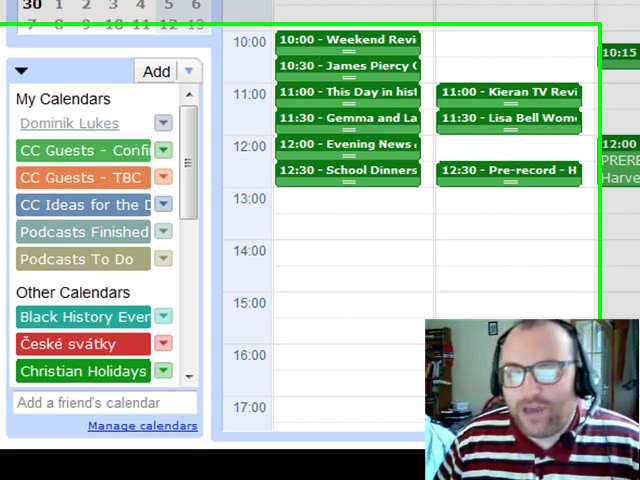 30 1 2 3 4 5 6
7 8 9 10 11 12 13
Add
My Calendars
Dominik Lukes
CC Guests - Confi
CC Guests - TBC
CC Ideas for the D
Podcasts Finished
Podcasts To Do
Other Calendars
Black History Even
České svátky
Christian Holidays
Add a friend's calendar
Manage calendars
10:00
11:00
12:00
13:00
14:00
15:00
16:00
17:00
10:00 - Weekend Revi
10:30 - James Piercy
11:00 - This Day in hist
11:30 - Gemma and La
12:00 - Evening News
12:30 - School Dinners
11:00 - Kieran TV Revi
11:30 - Lisa Bell Wome
12:30 - Pre-record - H
10:15
12:00
PRERE
Harve